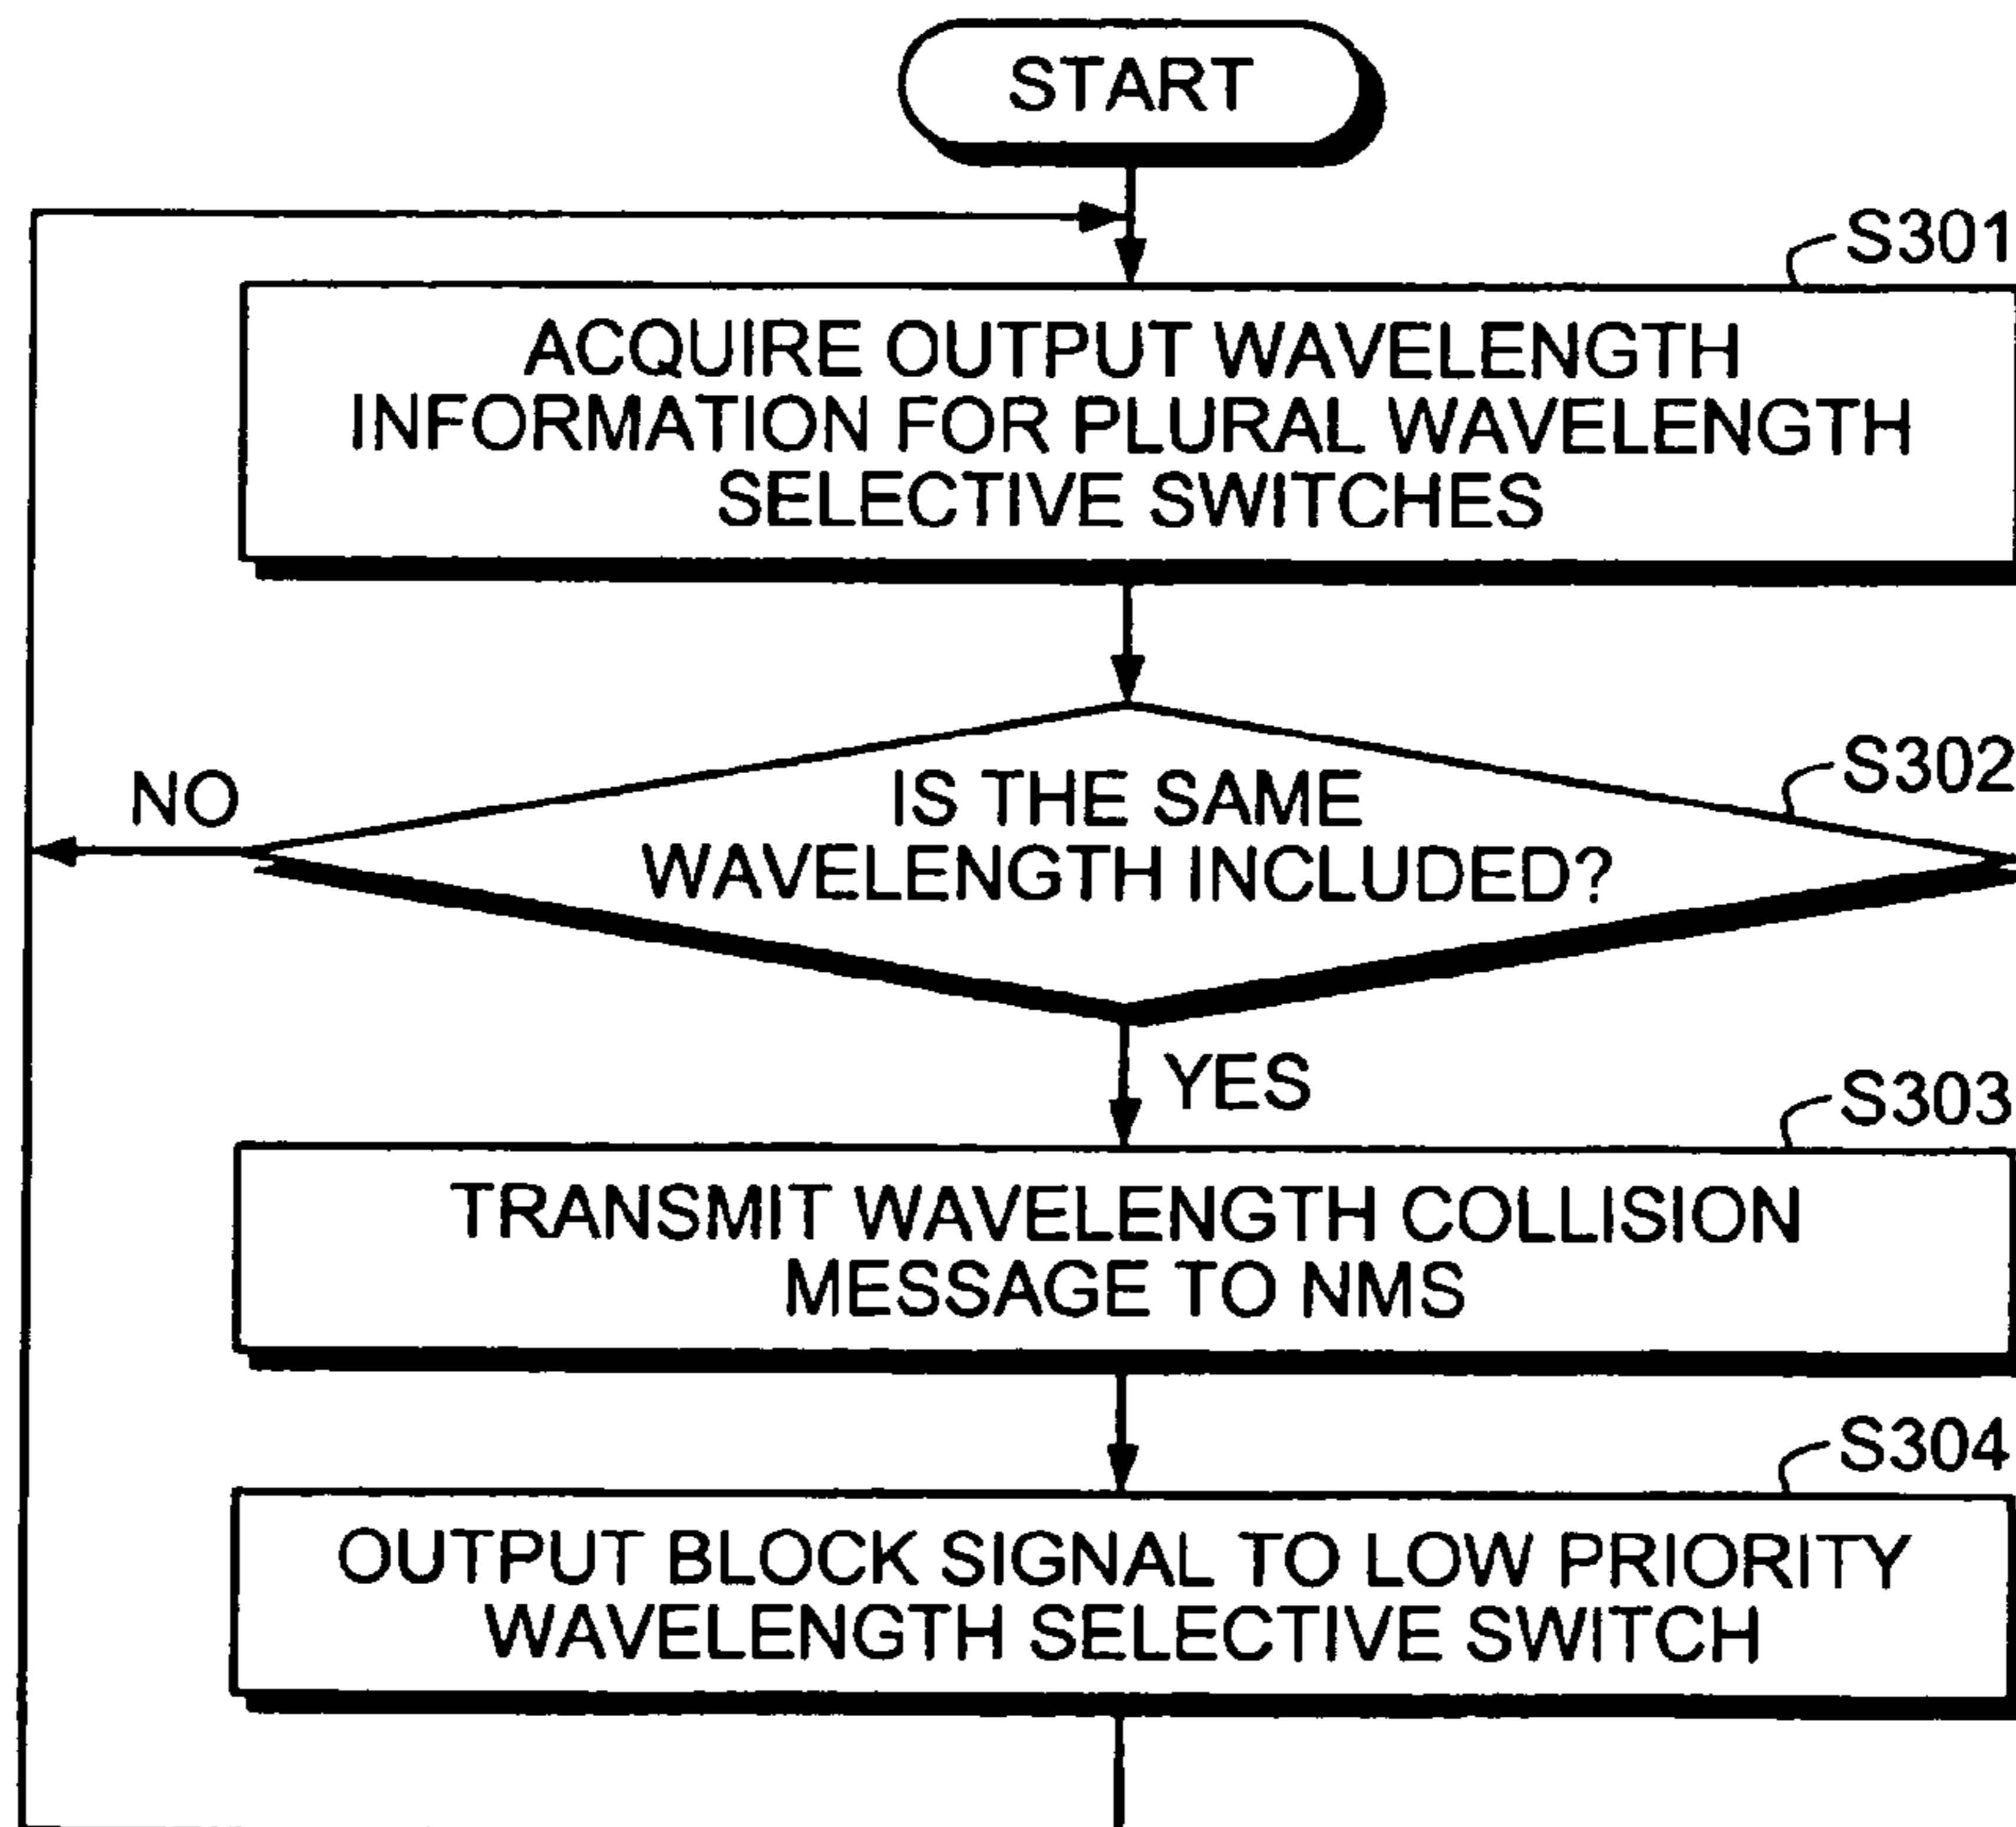 START
S301
ACQUIRE OUTPUT WAVELENGTH
INFORMATION FOR PLURAL WAVELENGTH
SELECTIVE SWITCHES
S302
NO
IS THE SAME
WAVELENGTH INCLUDED?
YES
S303
TRANSMIT WAVELENGTH COLLISION
MESSAGE TO NMS
S304
OUTPUT BLOCK SIGNAL TO LOW PRIORITY
WAVELENGTH SELECTIVE SWITCH